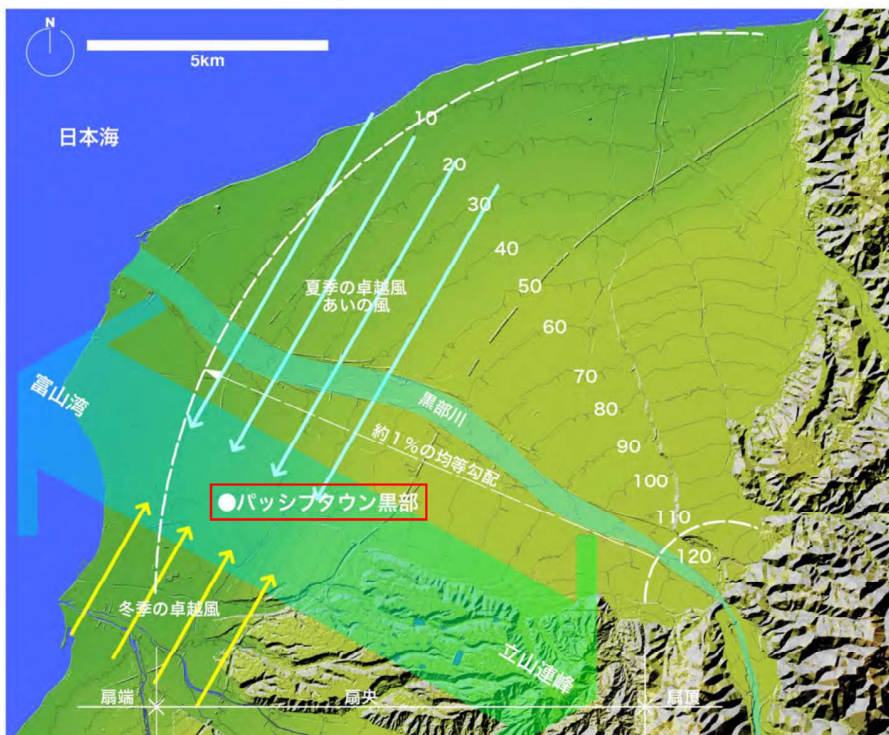 N
5km
日本海
10
20
30
40
50
60
70
80
90
100
110
120
夏季の卓越風
あいの風
富山湾
黒部川
約1%の均等勾配
●パッシブタウン黒部
冬季の卓越風
立山連峰
扇端
扇央
扇頂